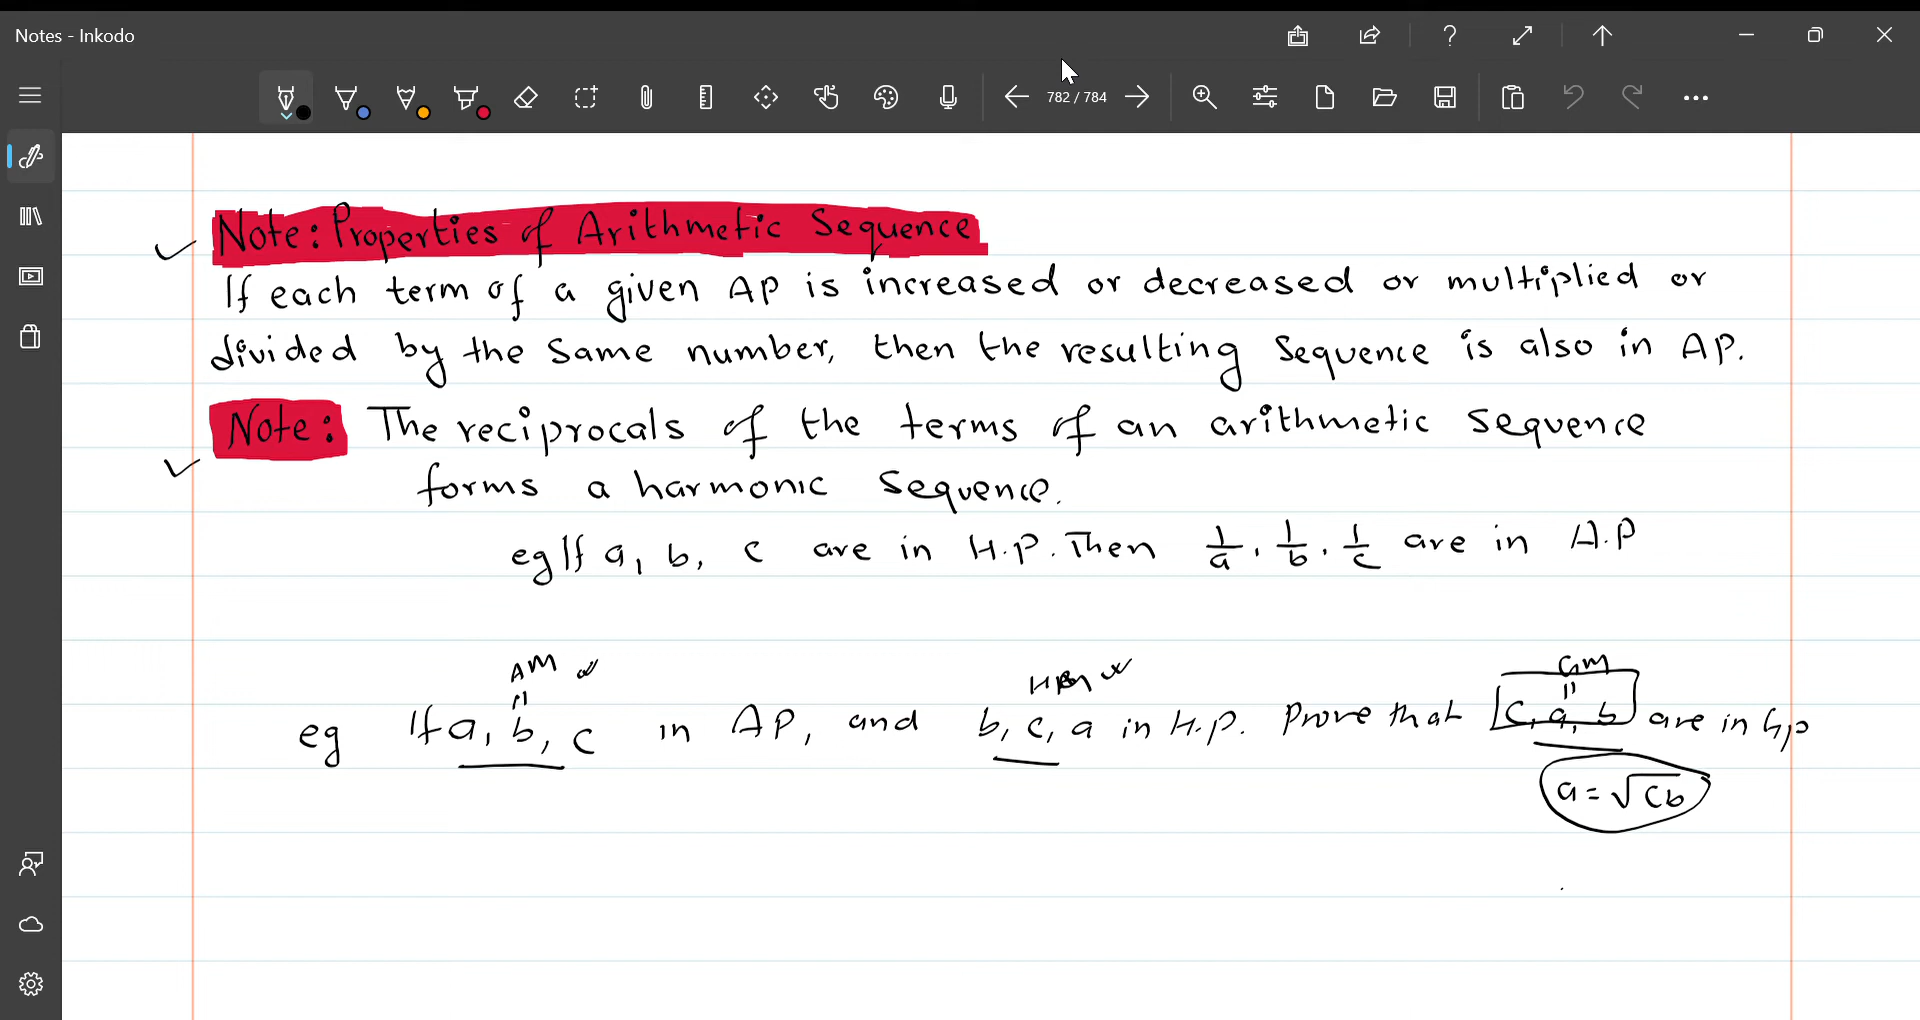 Notes - Inkodo
782 / 784
Note: Properties of Arithmetic Sequence
If each term of a given AP is increased or decreased or multiplied or
divided by the same number, then the resulting Sequence is also in AP.
Note: The reciprocals of the terms of an arithmetic sequence
forms a harmonic Sequence.
eg If a, b, c are in H.P. Then 1/a, 1/b, 1/c are in A.P
AM
GM
eg If a, b, c in AP, and b, c, a in H.P. Prove that c, a, b are in Gp
a = √cb